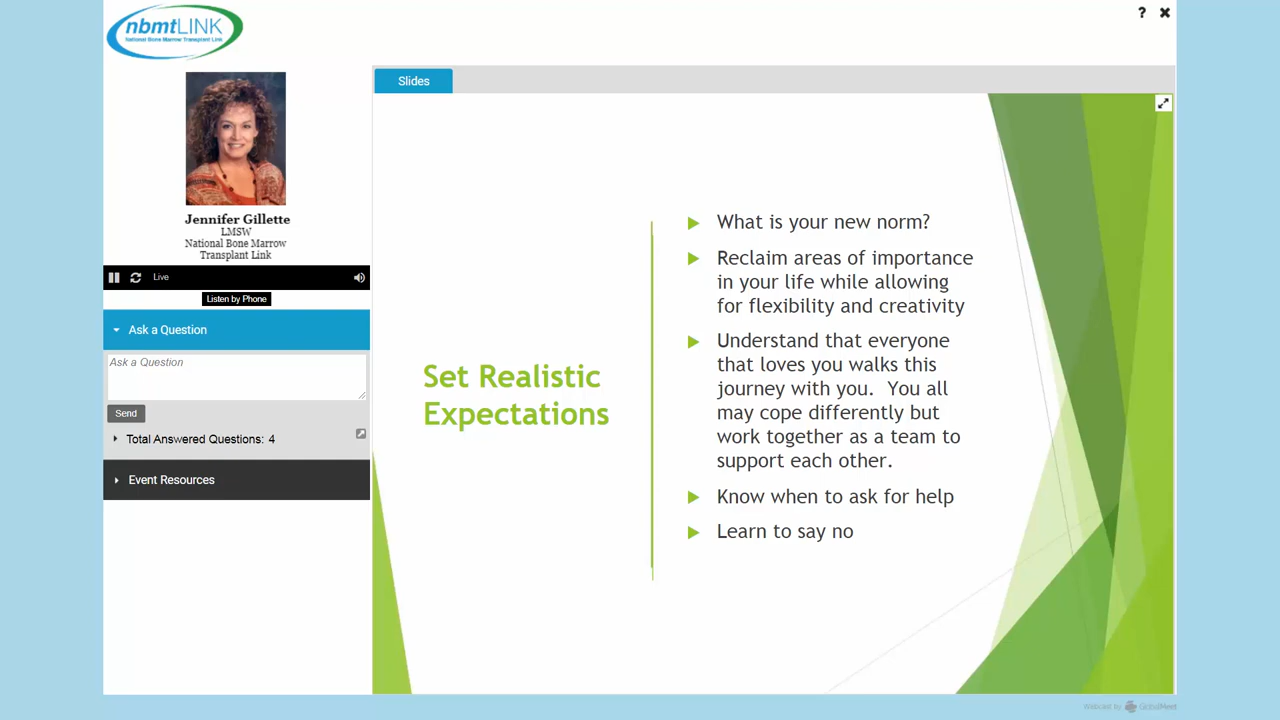 nbmtLINK
National Bone Marrow Transplant Link
? ✖
Jennifer Gillette
LMSW
National Bone Marrow
Transplant Link
Live
Listen by Phone
Ask a Question
Ask a Question
Send
Total Answered Questions: 4
Event Resources
Slides
Set Realistic
Expectations
What is your new norm?
Reclaim areas of importance
in your life while allowing
for flexibility and creativity
Understand that everyone
that loves you walks this
journey with you. You all
may cope differently but
work together as a team to
support each other.
Know when to ask for help
Learn to say no
Webcast by GlobalMeet